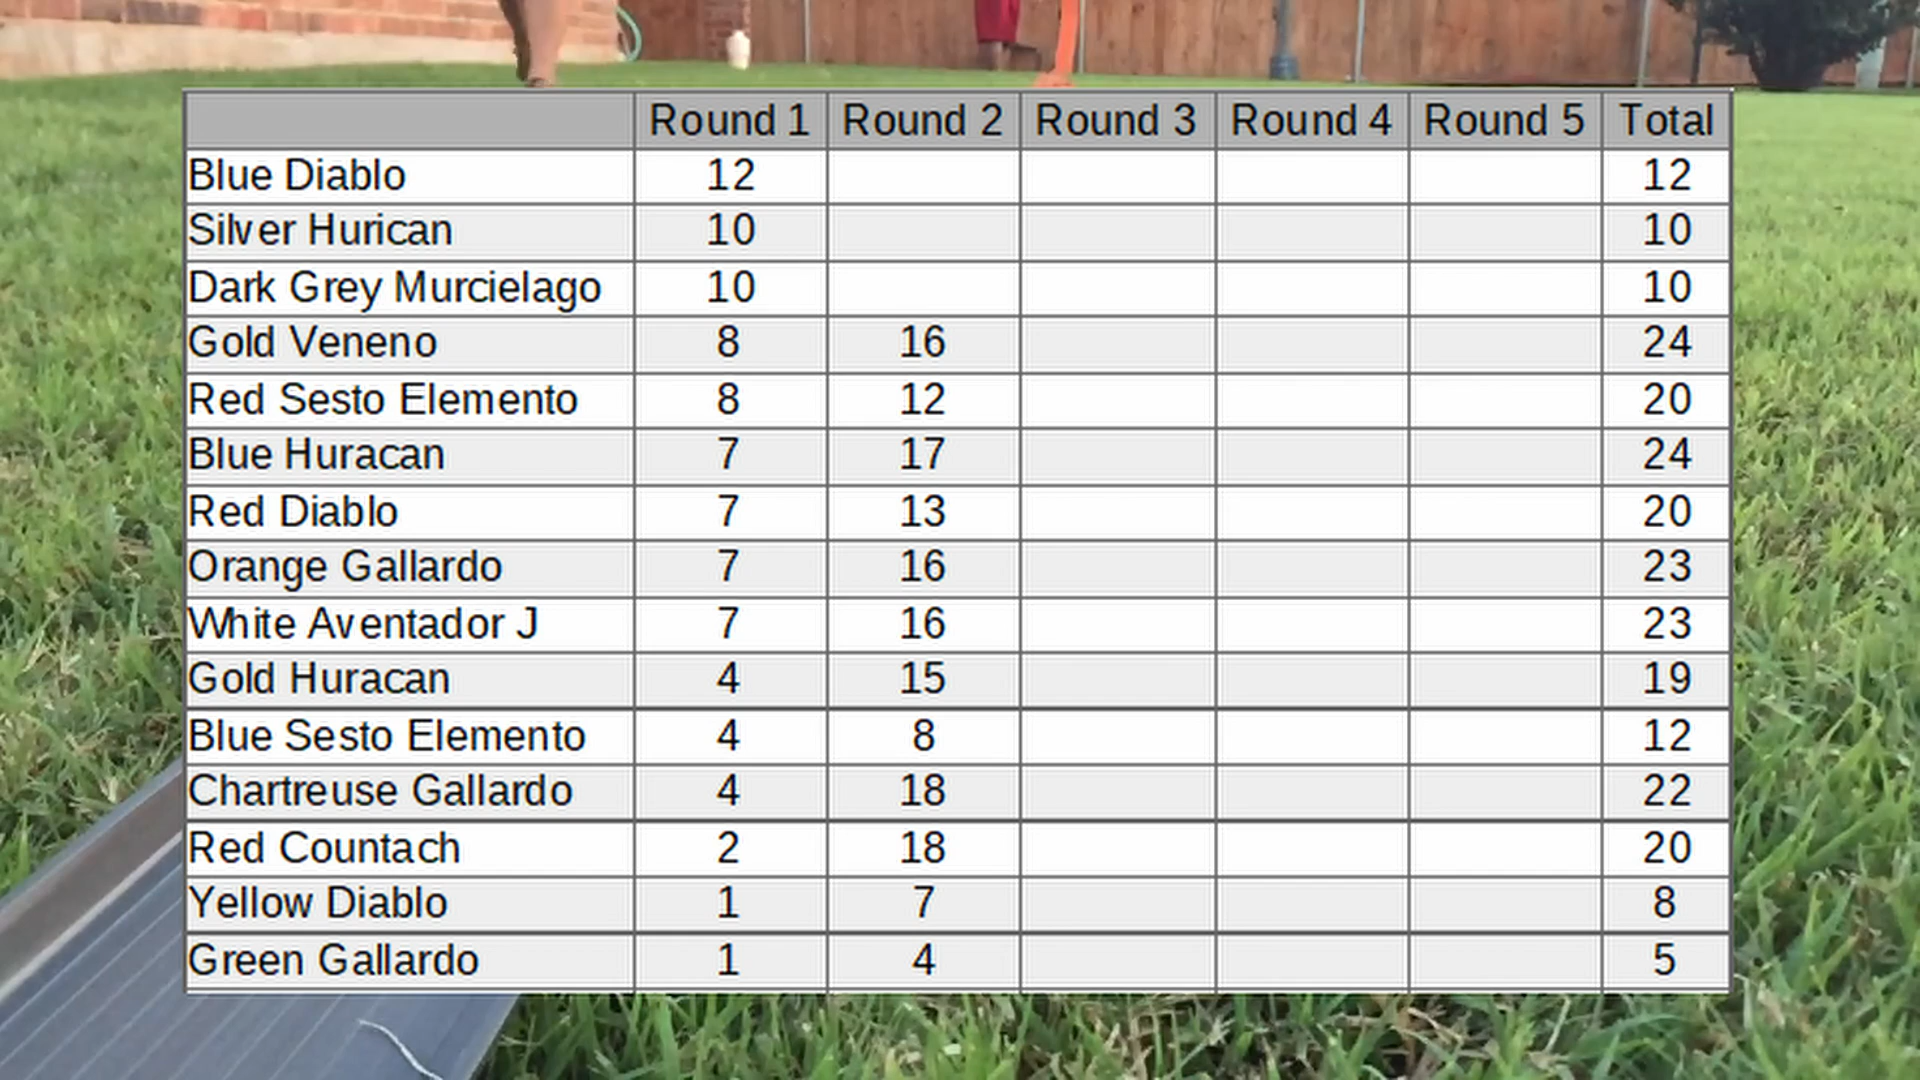 Round 1 Round 2 Round 3 Round 4 Round 5 Total
Blue Diablo 12 12
Silver Hurican 10 10
Dark Grey Murcielago 10 10
Gold Veneno 8 16 24
Red Sesto Elemento 8 12 20
Blue Huracan 7 17 24
Red Diablo 7 13 20
Orange Gallardo 7 16 23
White Aventador J 7 16 23
Gold Huracan 4 15 19
Blue Sesto Elemento 4 8 12
Chartreuse Gallardo 4 18 22
Red Countach 2 18 20
Yellow Diablo 1 7 8
Green Gallardo 1 4 5